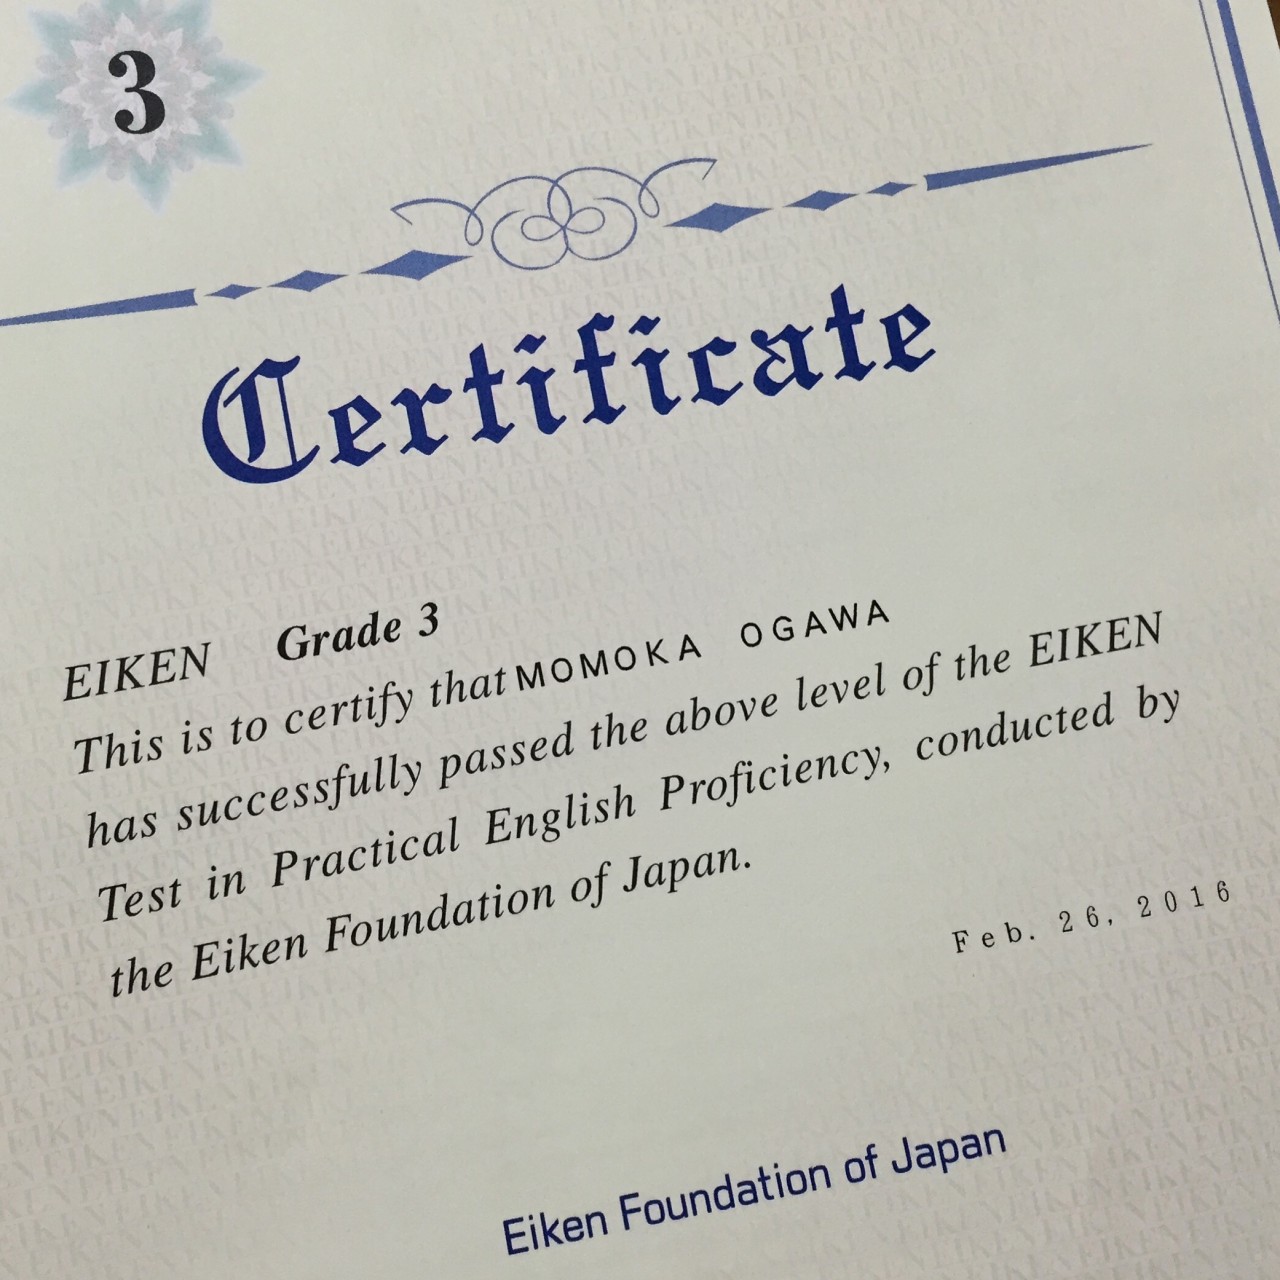 3
Certificate
EIKEN Grade 3
This is to certify that MOMOKA OGAWA
has successfully passed the above level of the EIKEN
Test in Practical English Proficiency, conducted by
the Eiken Foundation of Japan.
Feb. 26, 2016
Eiken Foundation of Japan